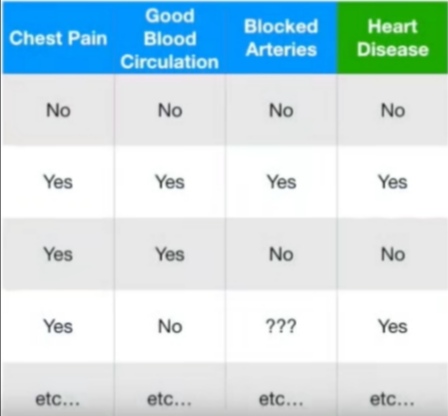 Chest Pain
Good
Blood
Circulation
Blocked
Arteries
Heart
Disease
No No No No
Yes Yes Yes Yes
Yes Yes No No
Yes No ??? Yes
etc... etc... etc... etc...